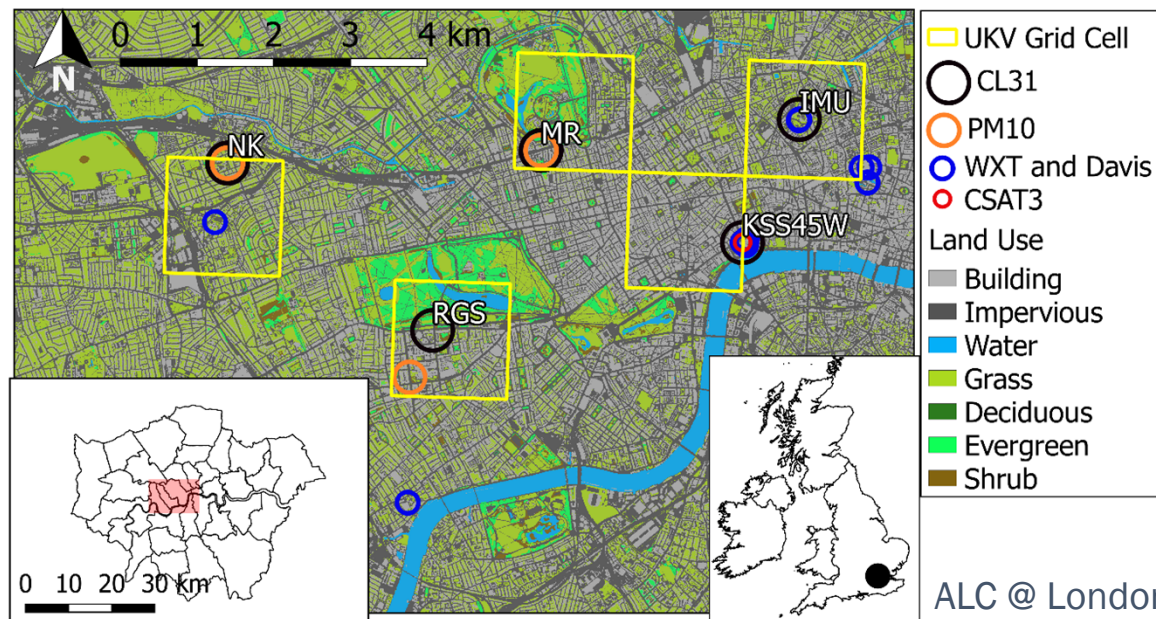 0 1 2 3 4 km
N
NK
MR
IMU
KSS45W
RGS
UKV Grid Cell
CL31
PM10
WXT and Davis
CSAT3
Land Use
Building
Impervious
Water
Grass
Deciduous
Evergreen
Shrub
0 10 20 30 km
ALC @ London